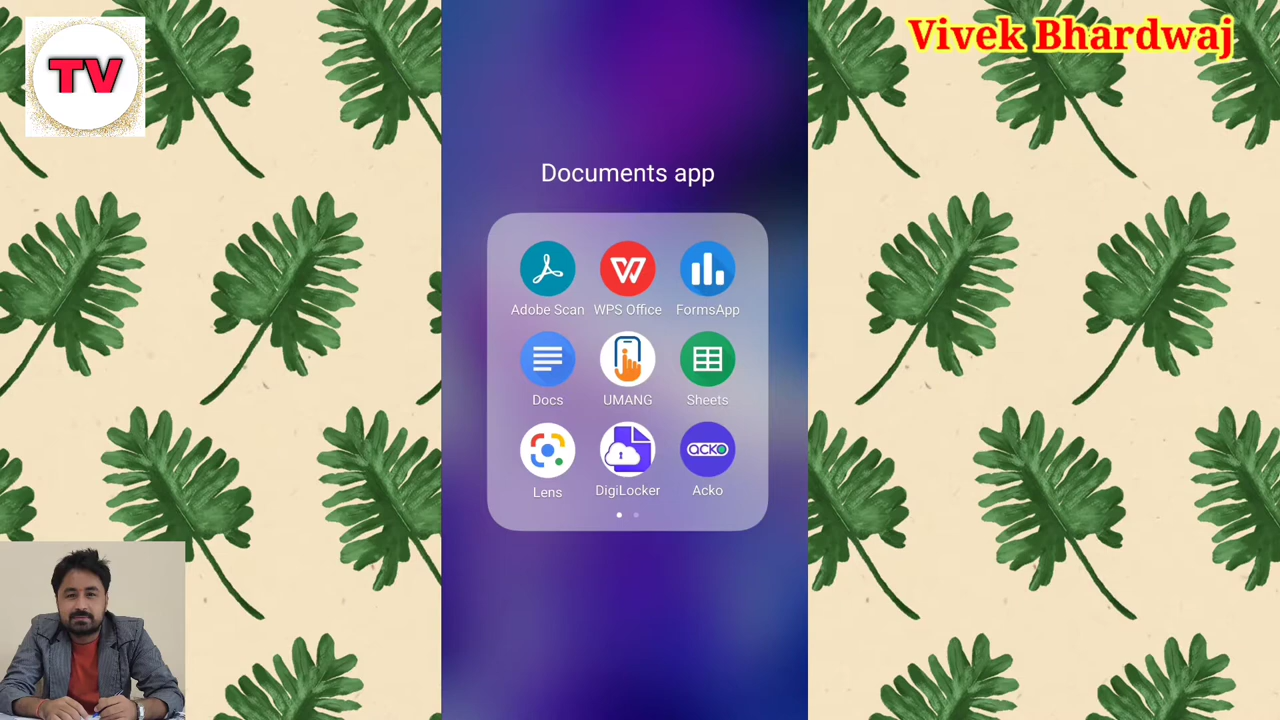 TV
Vivek Bhardwaj
Documents app
Adobe Scan
WPS Office
FormsApp
Docs
UMANG
Sheets
Lens
DigiLocker
acko
Acko